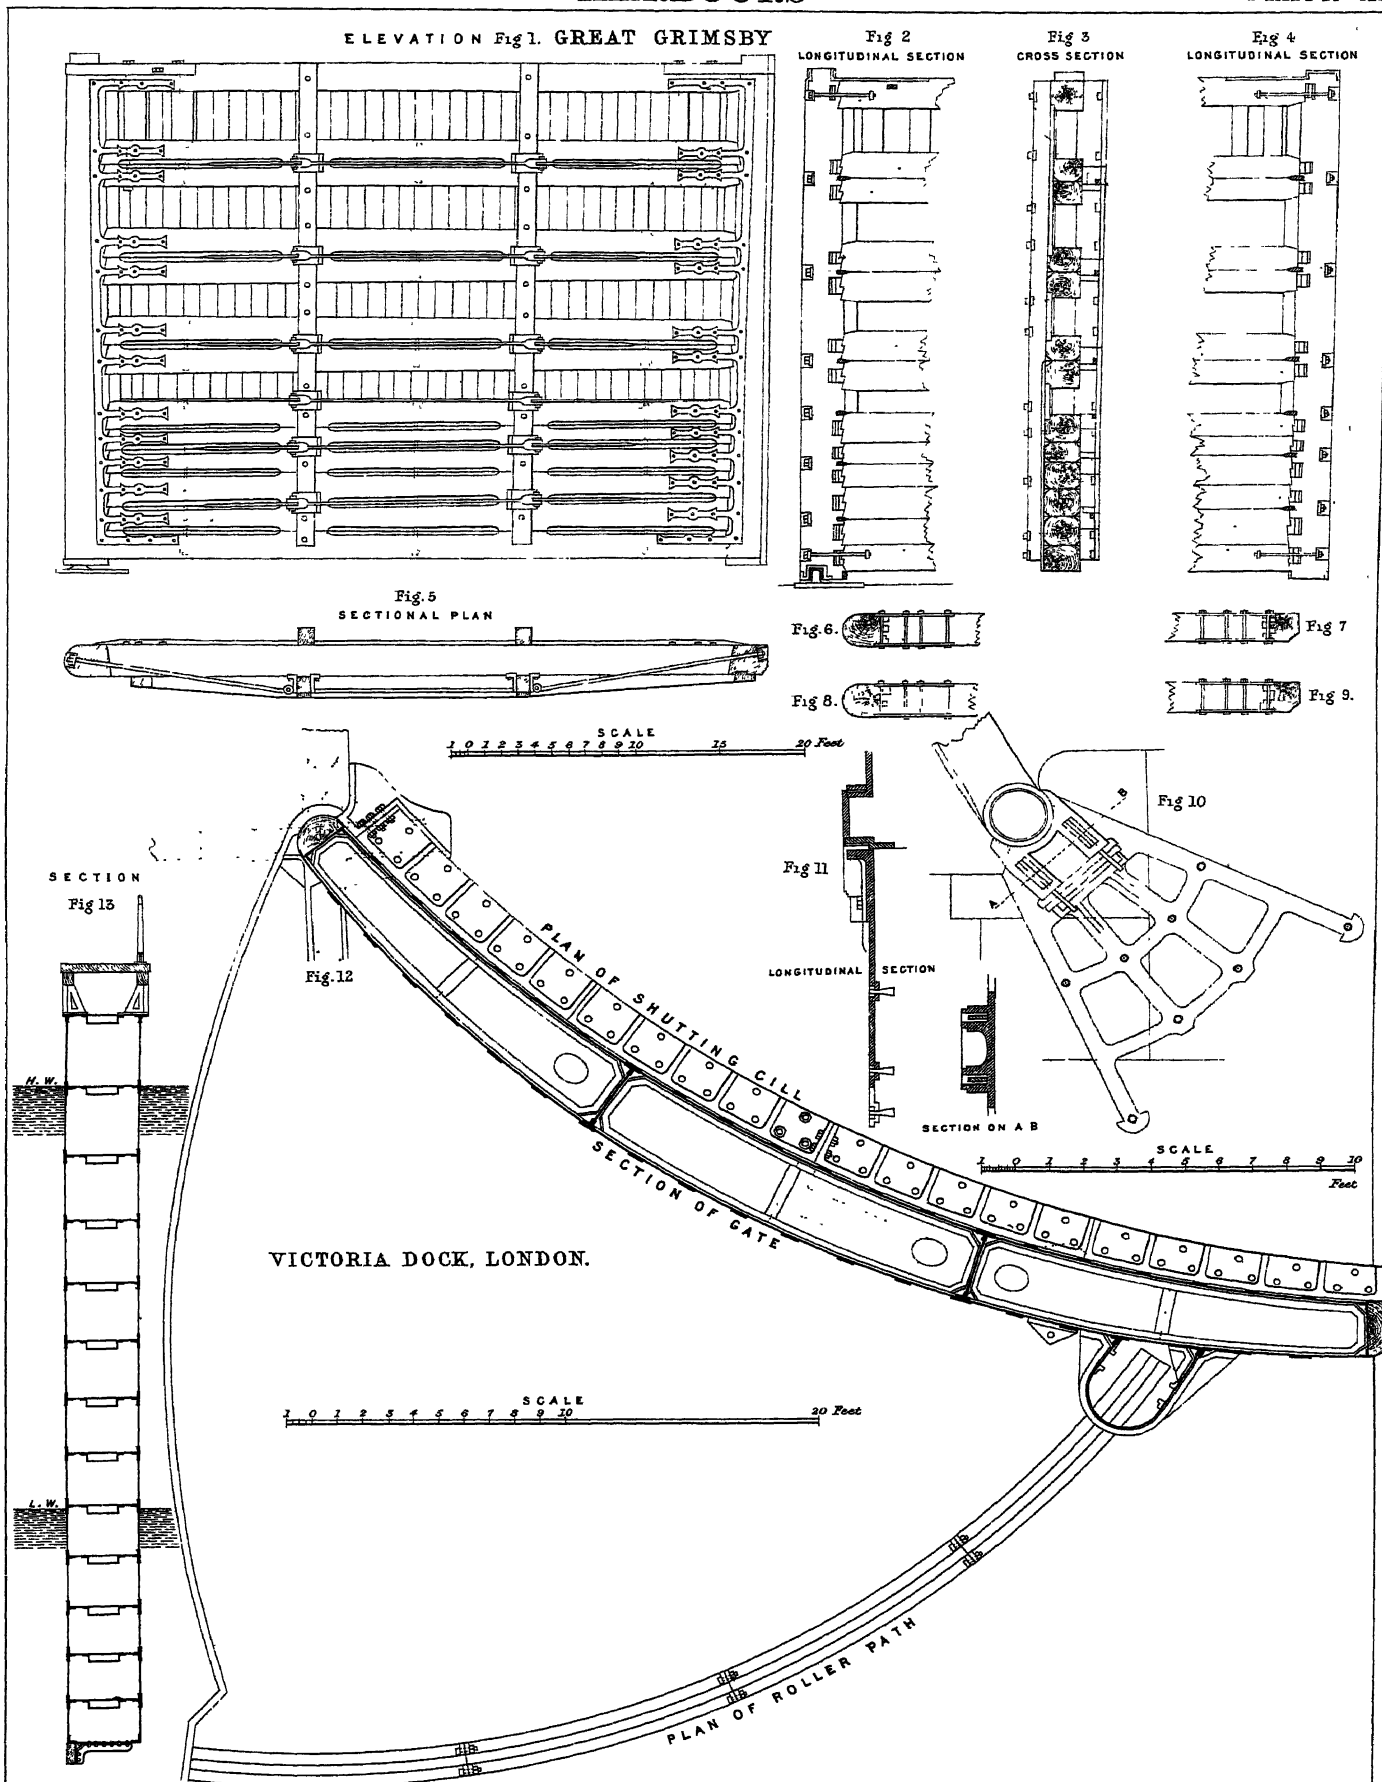 ELEVATION Fig 1. GREAT GRIMSBY
Fig 2
LONGITUDINAL SECTION
Fig 3
CROSS SECTION
Fig 4
LONGITUDINAL SECTION
Fig. 5
SECTIONAL PLAN
Fig. 6.
Fig 7
Fig 8.
Fig 9.
SCALE
1 0 1 2 3 4 5 6 7 8 9 10 15 20 Feet
Fig 10
B
A
Fig 11
LONGITUDINAL SECTION
SECTION ON A B
SCALE
1 0 1 2 3 4 5 6 7 8 9 10
Feet
SECTION
Fig 13
H.W.
L.W.
Fig. 12
PLAN OF SHUTTING CILL
SECTION OF GATE
VICTORIA DOCK, LONDON.
SCALE
1 0 1 2 3 4 5 6 7 8 9 10 20 Feet
PLAN OF ROLLER PATH